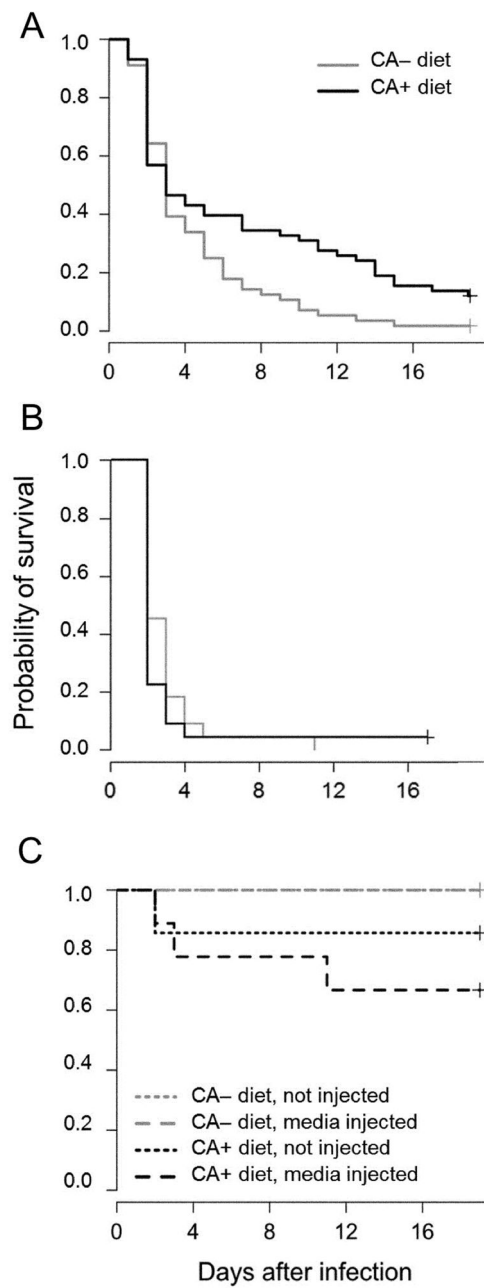 A
1.0
0.8
0.6
0.4
0.2
0.0
CA– diet
CA+ diet
0 4 8 12 16
B
Probability of survival
1.0
0.8
0.6
0.4
0.2
0.0
0 4 8 12 16
C
1.0
0.8
0.6
0.4
0.2
0.0
CA– diet, not injected
CA– diet, media injected
CA+ diet, not injected
CA+ diet, media injected
0 4 8 12 16
Days after infection